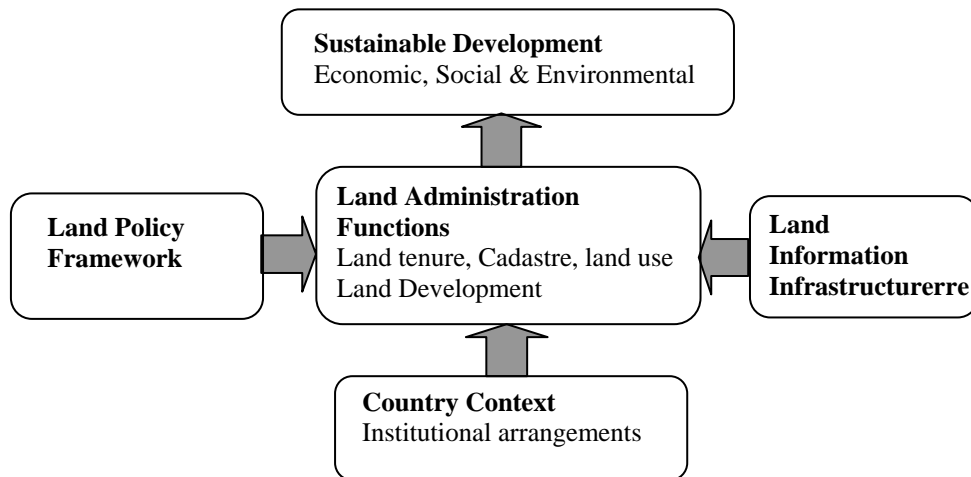 Sustainable Development
Economic, Social & Environmental
Land Policy
Framework
Land Administration
Functions
Land tenure, Cadastre, land use
Land Development
Land
Information
Infrastructurerre
Country Context
Institutional arrangements